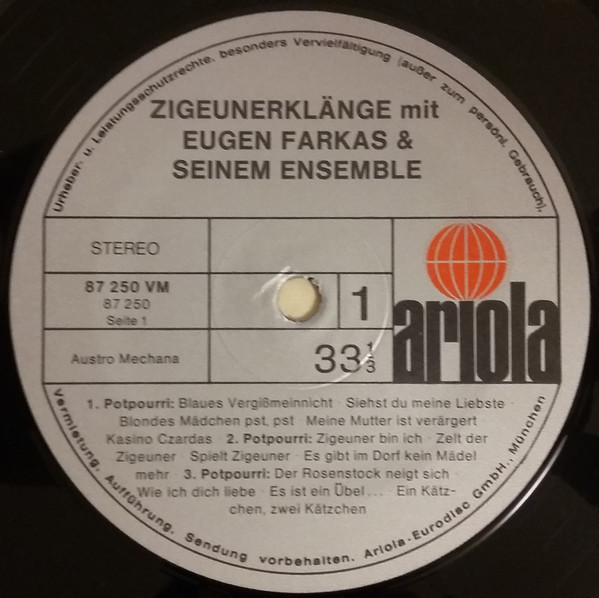 Urheber- u. Leistungsschutzrechte, besonders Vervielfältigung (außer zum persönl. Gebrauch),
ZIGEUNERKLÄNGE mit
EUGEN FARKAS &
SEINEM ENSEMBLE
STEREO
87 250 VM
87 250
Seite 1
1
ariola
Austro Mechana
33 1/3
1. Potpourri: Blaues Vergißmeinnicht · Siehst du meine Liebste ·
Blondes Mädchen pst, pst · Meine Mutter ist verärgert
Kasino Czardas 2. Potpourri: Zigeuner bin ich · Zelt der
Zigeuner · Spielt Zigeuner · Es gibt im Dorf kein Mädel
mehr · 3. Potpourri: Der Rosenstock neigt sich ·
Wie ich dich liebe · Es ist ein Übel... · Ein Kätz-
chen, zwei Kätzchen
Vermietung, Aufführung, Sendung vorbehalten. Ariola-Eurodisc GmbH., München